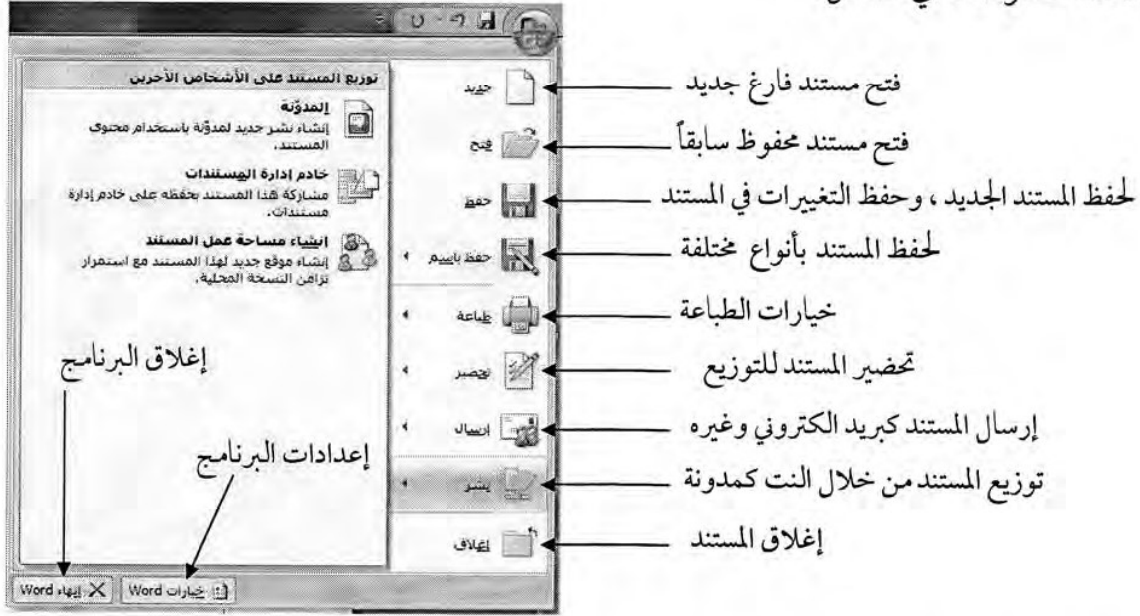 جديد
فتح مستند فارغ جديد
فتح
فتح مستند محفوظ سابقاً
حفظ
لحفظ المستند الجديد ، وحفظ التغييرات في المستند
حفظ باسم
لحفظ المستند بأنواع مختلفة
طباعة
خيارات الطباعة
تحضير
تحضير المستند للتوزيع
إرسال
إرسال المستند كبريد الكتروني وغيره
نشر
توزيع المستند من خلال النت كمدونة
إغلاق
إغلاق المستند
توزيع المستند على الأشخاص الآخرين
المدوّنة
إنشاء نشر جديد لمدوّنة باستخدام محتوى
المستند.
خادم إدارة المستندات
مشاركة هذا المستند بحفظه على خادم إدارة
مستندات.
إنشاء مساحة عمل المستند
إنشاء موقع جديد لهذا المستند مع استمرار
تزامن النسخة المحلية.
إغلاق البرنامج
إعدادات البرنامج
خيارات Word
إنهاء Word